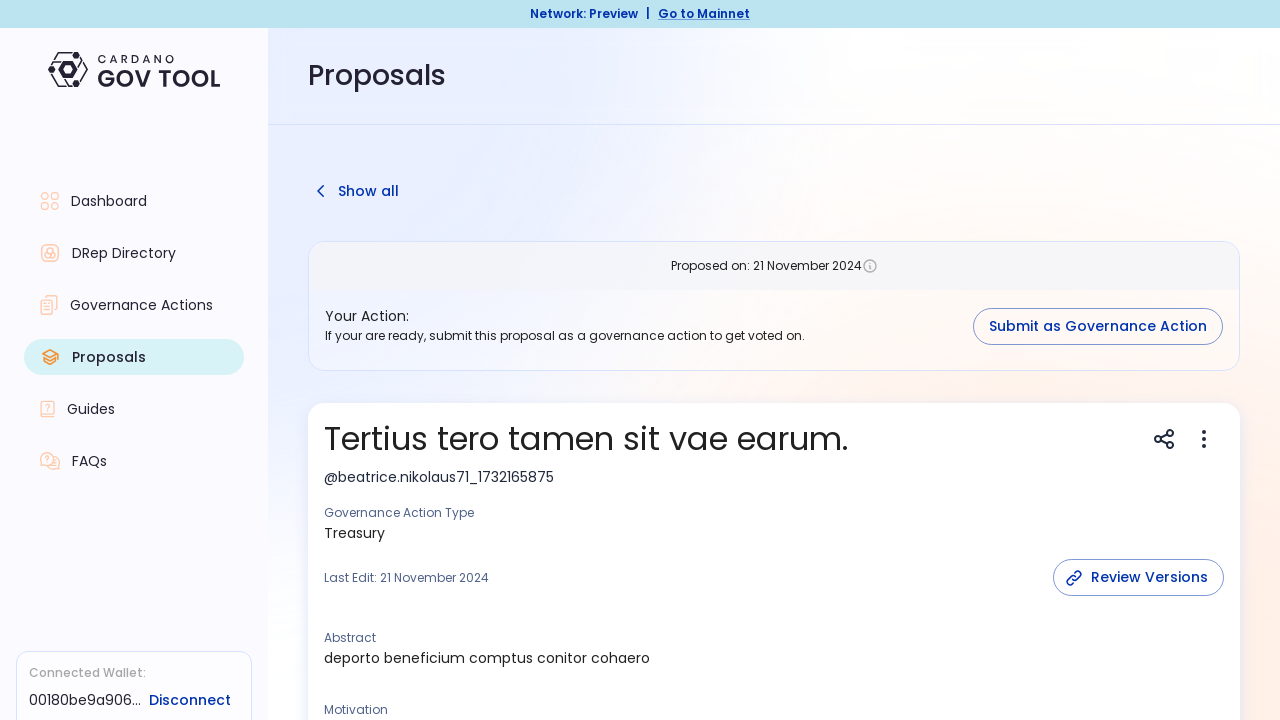 Network: Preview | Go to Mainnet
CARDANO
GOV TOOL
Proposals
Dashboard
DRep Directory
Governance Actions
Proposals
Guides
FAQs
Connected Wallet:
00180be9a906...
Disconnect
Show all
Proposed on: 21 November 2024
Your Action:
If you are ready, submit this proposal as a governance action to get voted on.
Submit as Governance Action
Tertius tero tamen sit vae earum.
@beatrice.nikolaus71_1732165875
Governance Action Type
Treasury
Last Edit: 21 November 2024
Review Versions
Abstract
deporto beneficium comptus conitor cohaero
Motivation